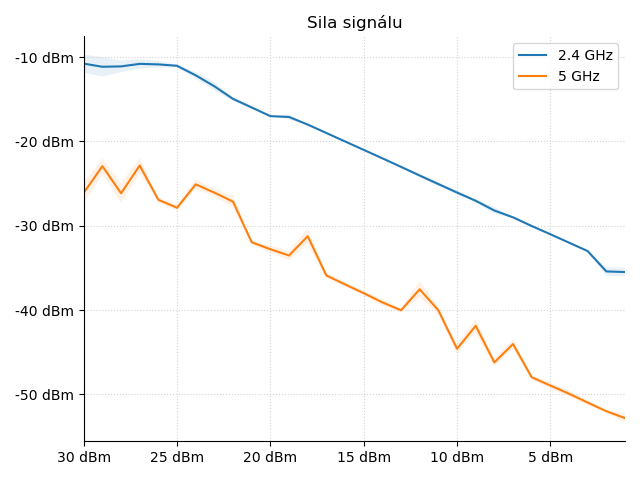 Sila signálu
2.4 GHz
5 GHz
-10 dBm
-20 dBm
-30 dBm
-40 dBm
-50 dBm
30 dBm 25 dBm 20 dBm 15 dBm 10 dBm 5 dBm